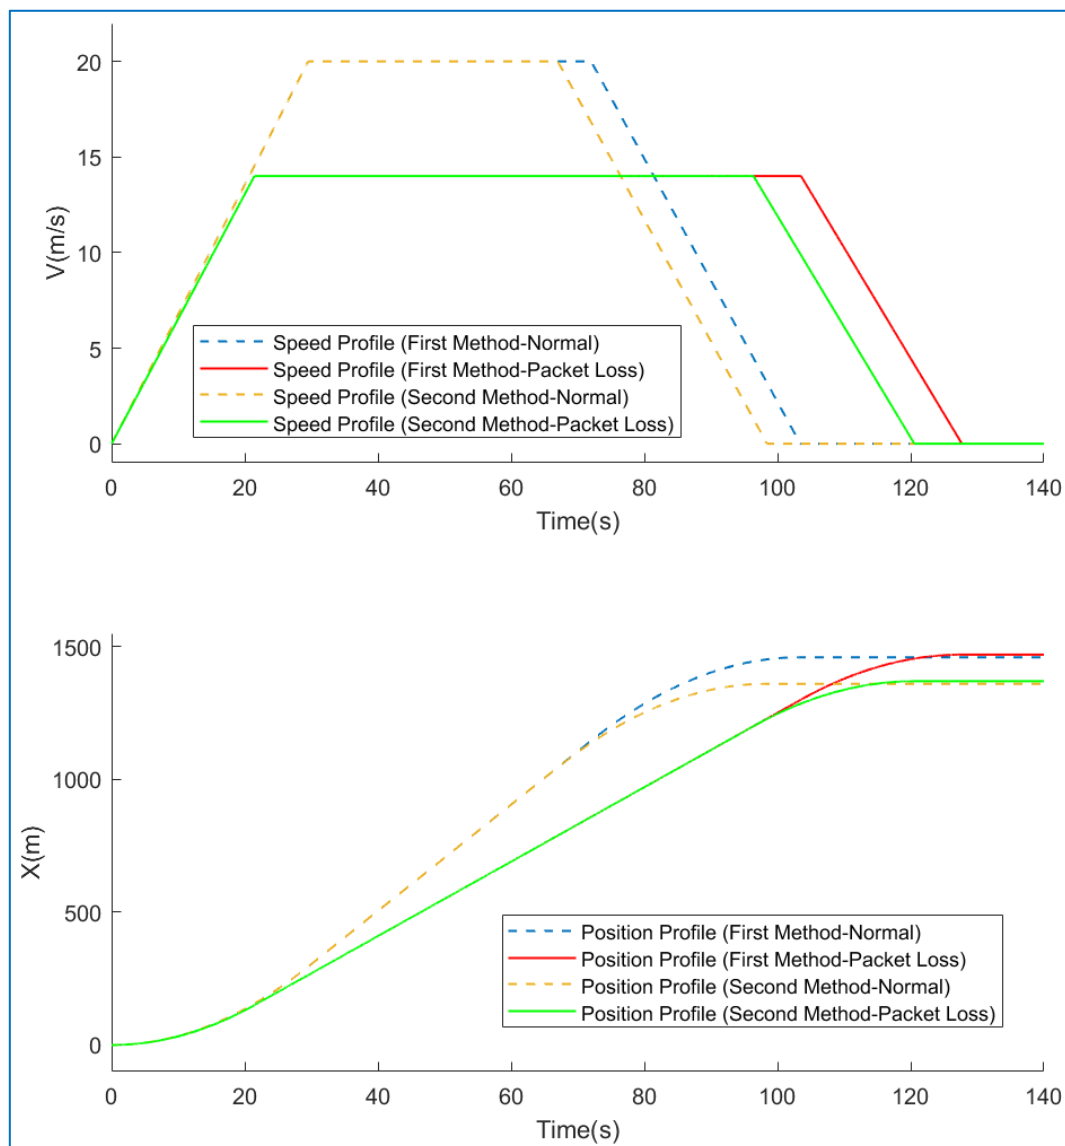 20
15
10
5
0
V(m/s)
Speed Profile (First Method-Normal)
Speed Profile (First Method-Packet Loss)
Speed Profile (Second Method-Normal)
Speed Profile (Second Method-Packet Loss)
0 20 40 60 80 100 120 140
Time(s)
1500
1000
500
0
X(m)
Position Profile (First Method-Normal)
Position Profile (First Method-Packet Loss)
Position Profile (Second Method-Normal)
Position Profile (Second Method-Packet Loss)
0 20 40 60 80 100 120 140
Time(s)